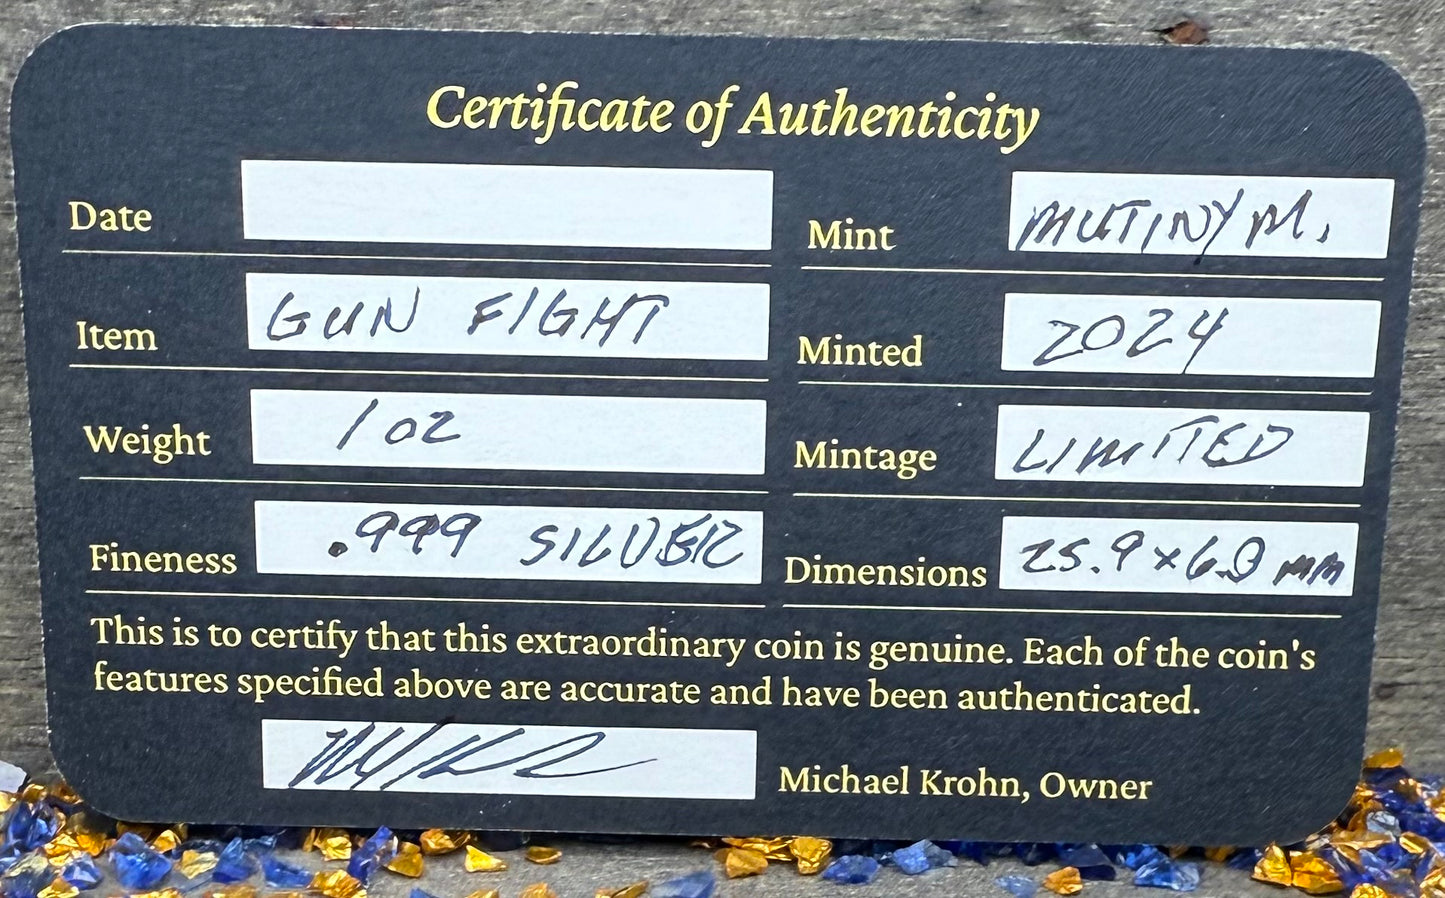 Certificate of Authenticity
Date
Mint MUTINY M.
Item GUN FIGHT
Minted 2024
Weight 1 OZ
Mintage LIMITED
Fineness .999 SILVER
Dimensions 25.9 x 6.8 mm
This is to certify that this extraordinary coin is genuine. Each of the coin's
features specified above are accurate and have been authenticated.
Michael Krohn, Owner